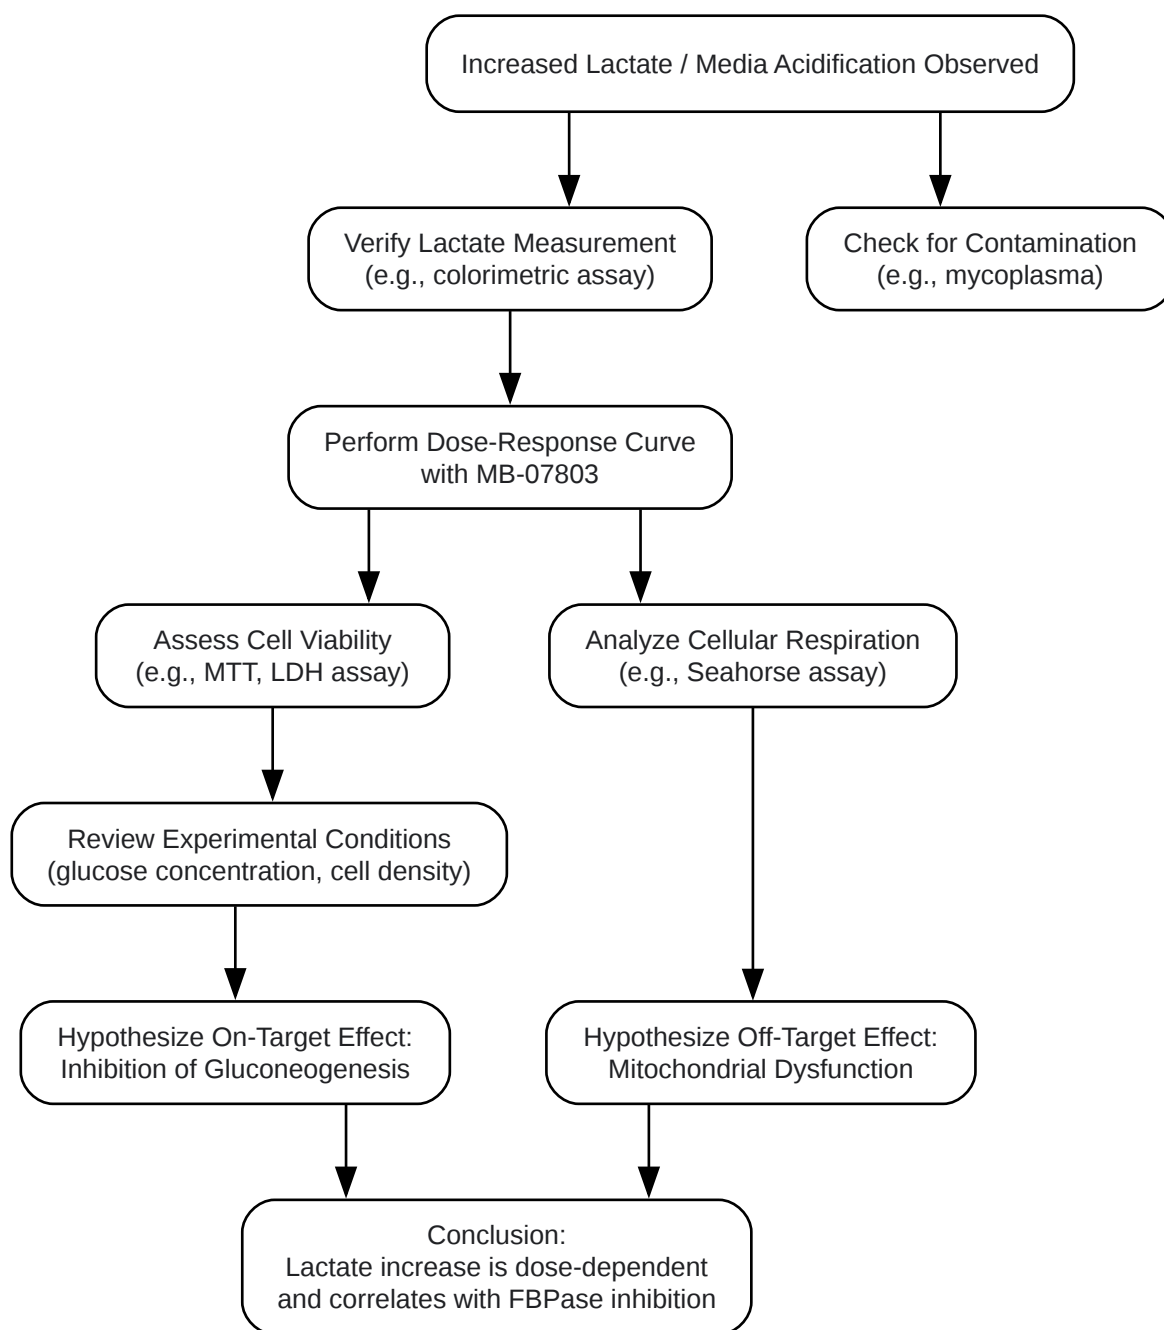 Increased Lactate / Media Acidification Observed
Verify Lactate Measurement
(e.g., colorimetric assay)
Check for Contamination
(e.g., mycoplasma)
Perform Dose-Response Curve
with MB-07803
Assess Cell Viability
(e.g., MTT, LDH assay)
Analyze Cellular Respiration
(e.g., Seahorse assay)
Review Experimental Conditions
(glucose concentration, cell density)
Hypothesize On-Target Effect:
Inhibition of Gluconeogenesis
Hypothesize Off-Target Effect:
Mitochondrial Dysfunction
Conclusion:
Lactate increase is dose-dependent
and correlates with FBPase inhibition